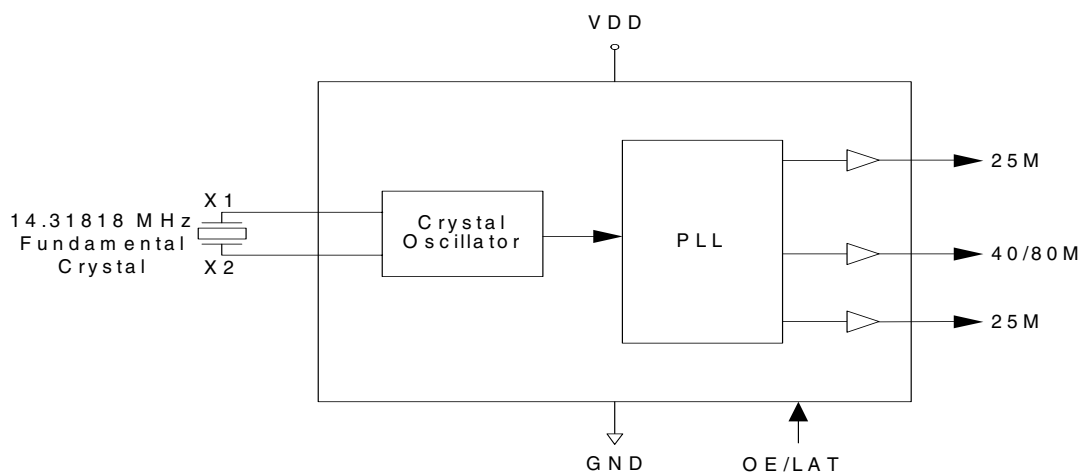 VDD
25M
X1
14.31818 MHz
Fundamental
Crystal
X2
Crystal
Oscillator
PLL
40/80M
25M
GND
OE/LAT